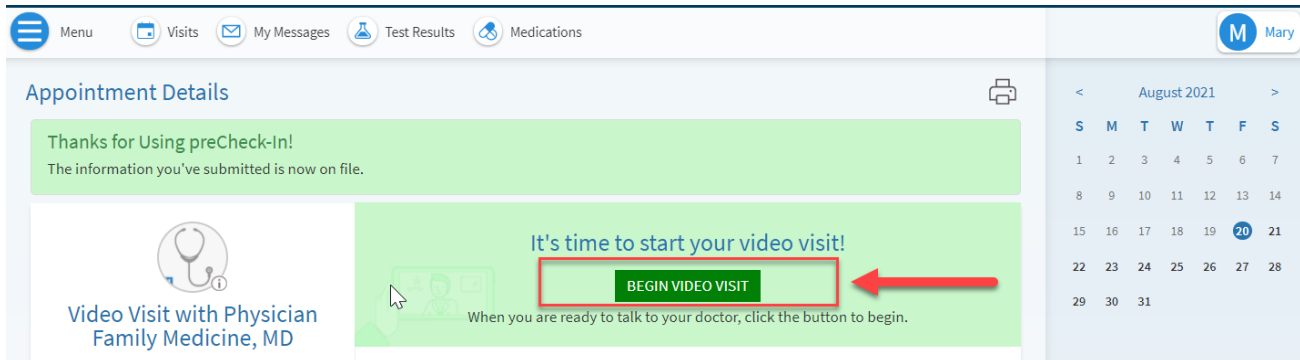 Menu
Visits
My Messages
Test Results
Medications
M
Mary
Appointment Details
Thanks for Using preCheck-In!
The information you've submitted is now on file.
Video Visit with Physician
Family Medicine, MD
It's time to start your video visit!
BEGIN VIDEO VISIT
When you are ready to talk to your doctor, click the button to begin.
< August 2021 >
S M T W T F S
1 2 3 4 5 6 7
8 9 10 11 12 13 14
15 16 17 18 19 20 21
22 23 24 25 26 27 28
29 30 31